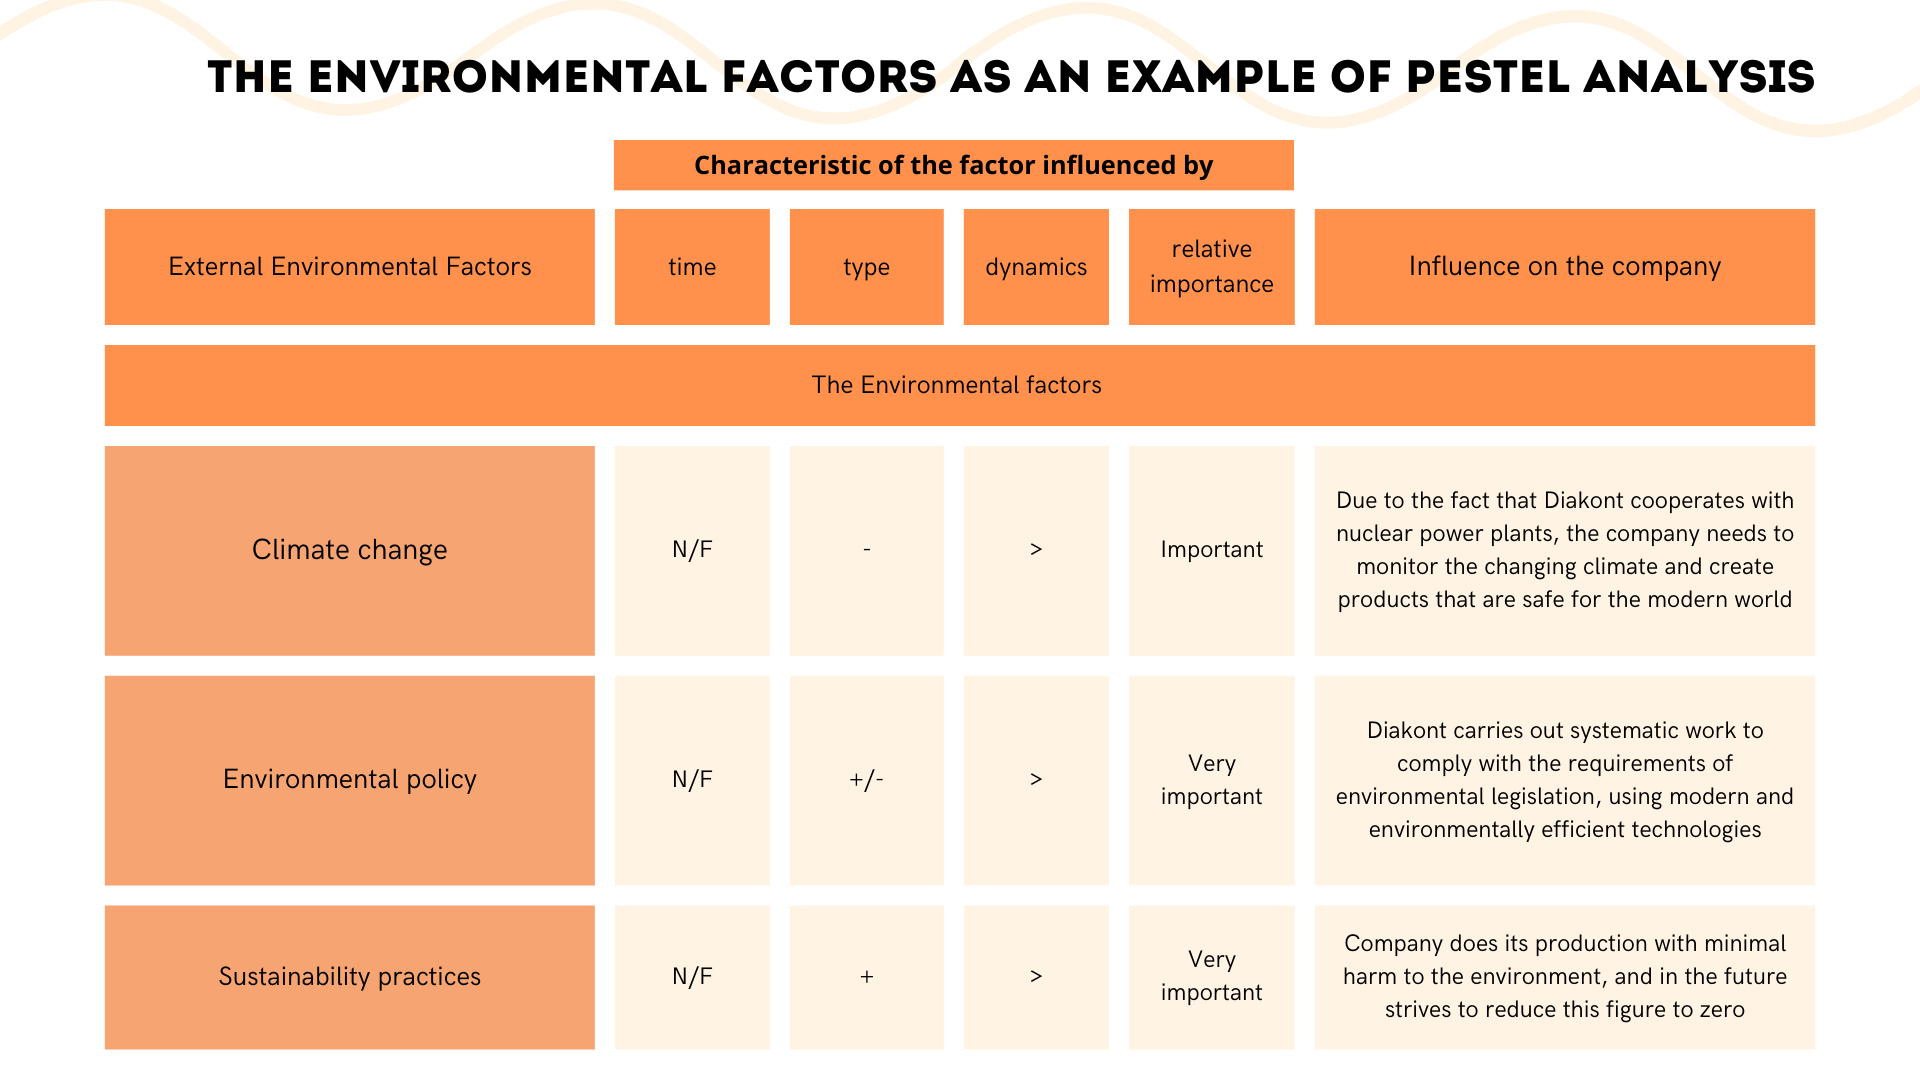 THE ENVIRONMENTAL FACTORS AS AN EXAMPLE OF PESTEL ANALYSIS
Characteristic of the factor influenced by
External Environmental Factors
time
type
dynamics
relative
importance
Influence on the company
The Environmental factors
Climate change
N/F
-
>
Important
Due to the fact that Diakont cooperates with
nuclear power plants, the company needs to
monitor the changing climate and create
products that are safe for the modern world
Environmental policy
N/F
+/-
>
Very
important
Diakont carries out systematic work to
comply with the requirements of
environmental legislation, using modern and
environmentally efficient technologies
Sustainability practices
N/F
+
>
Very
important
Company does its production with minimal
harm to the environment, and in the future
strives to reduce this figure to zero